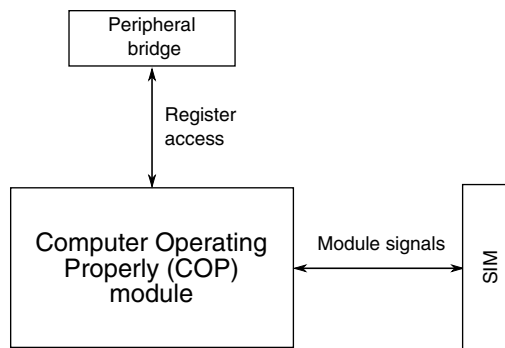 Peripheral
bridge
Register
access
Computer Operating
Properly (COP)
module
Module signals
SIM